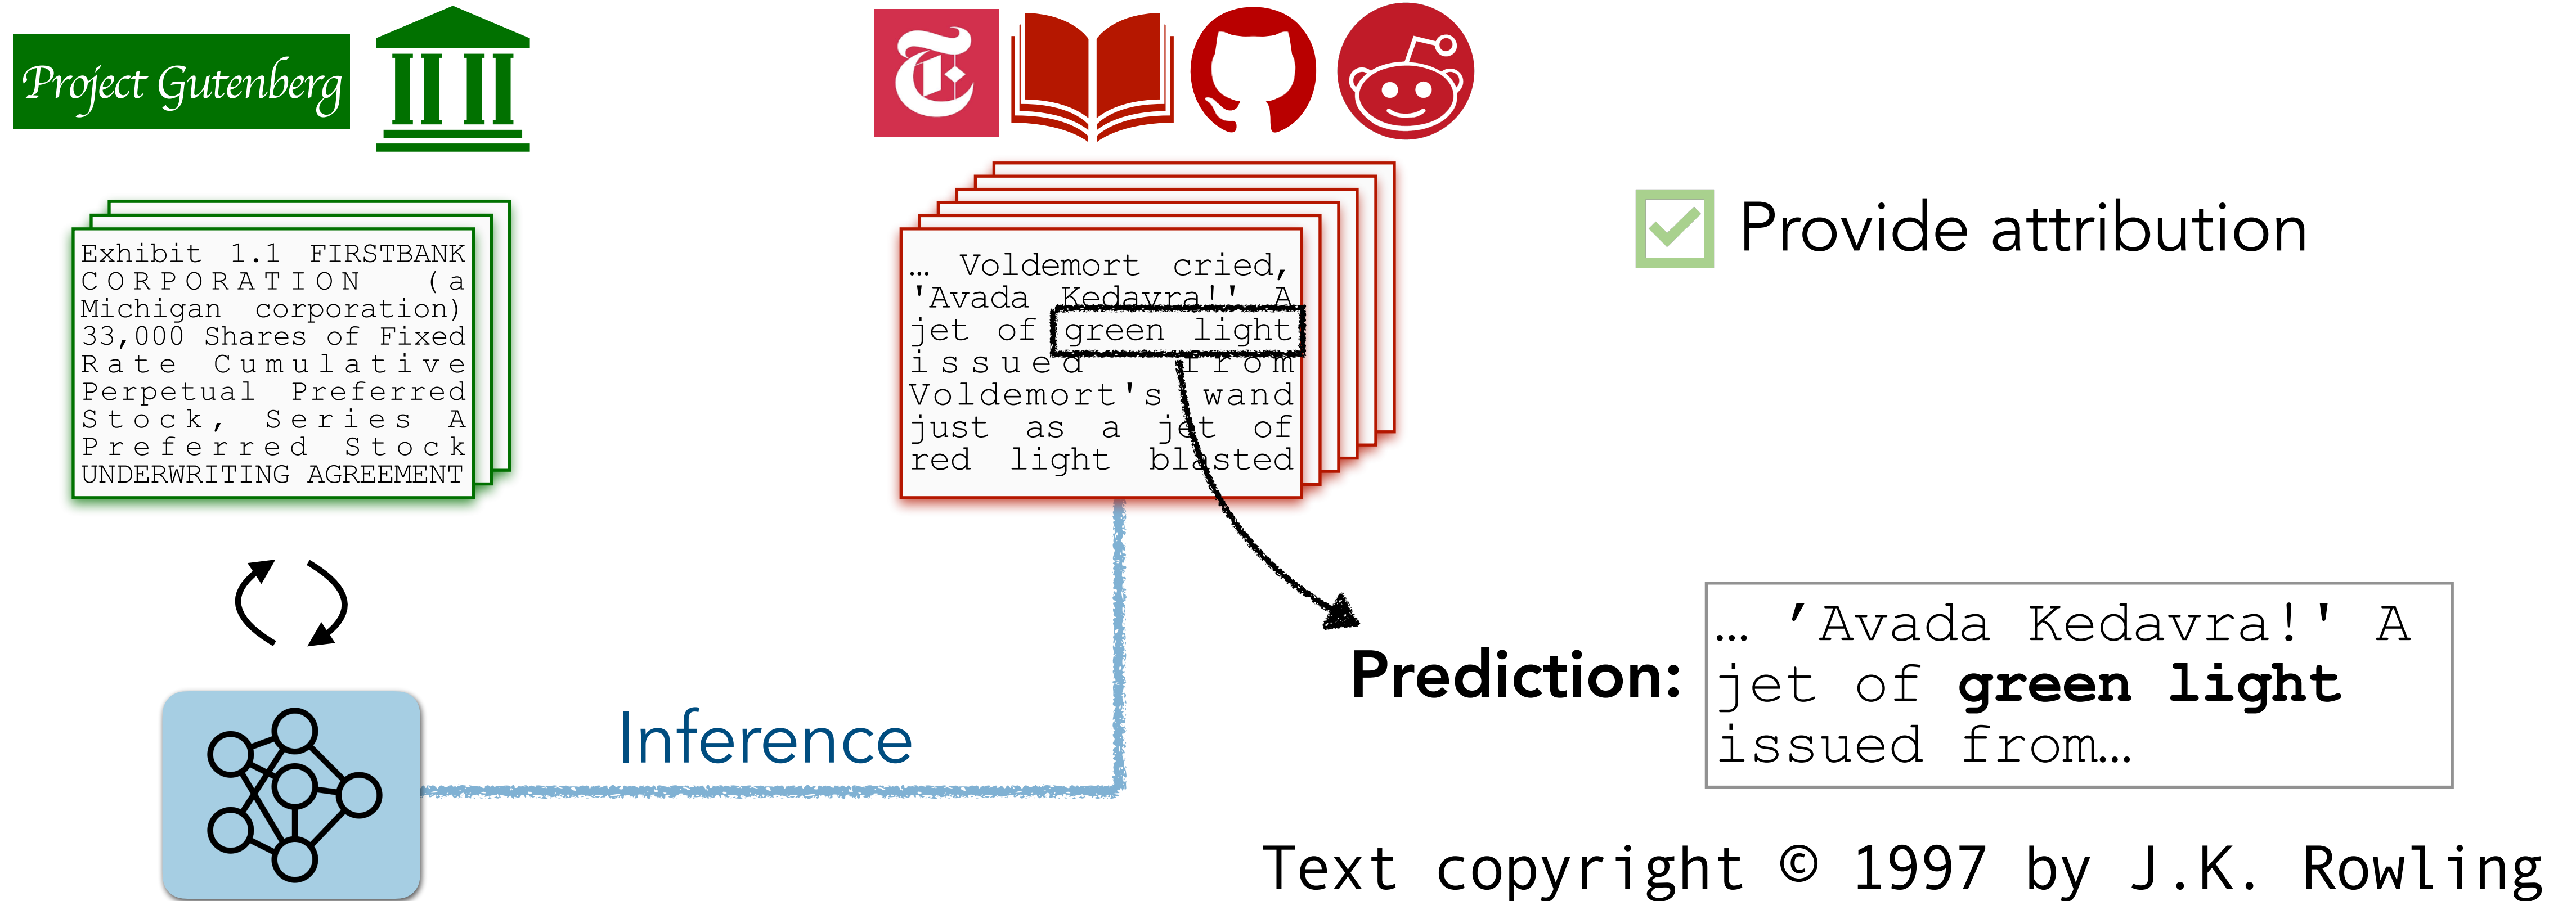 Project Gutenberg
Exhibit 1.1 FIRSTBANK
CORPORATION (a
Michigan corporation)
33,000 Shares of Fixed
Rate Cumulative
Perpetual Preferred
Stock, Series A
Preferred Stock
UNDERWRITING AGREEMENT
… Voldemort cried,
'Avada Kedavra!' A
jet of green light
issued from
Voldemort's wand
just as a jet of
red light blasted
Provide attribution
Inference
Prediction:
… ’Avada Kedavra!' A
jet of green light
issued from…
Text copyright © 1997 by J.K. Rowling